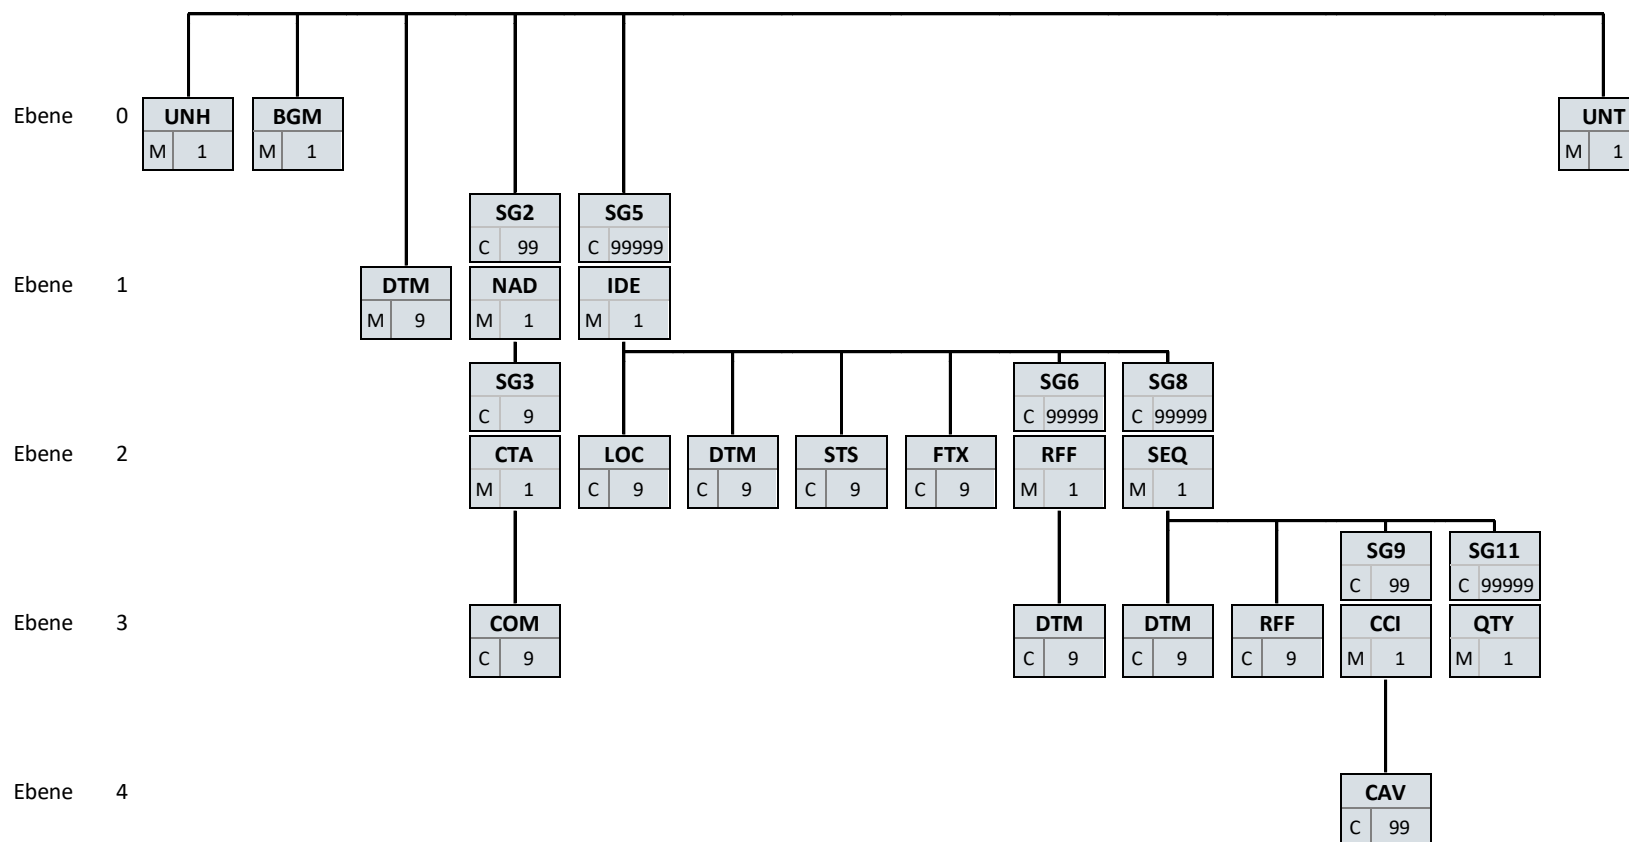 Ebene 0 UNH BGM UNT
M 1 M 1 M 1
SG2 SG5
C 99 C 99999
Ebene 1 DTM NAD IDE
M 9 M 1 M 1
SG3 SG6 SG8
C 9 C 99999 C 99999
Ebene 2 CTA LOC DTM STS FTX RFF SEQ
M 1 C 9 C 9 C 9 C 9 M 1 M 1
SG9 SG11
C 99 C 99999
Ebene 3 COM DTM DTM RFF CCI QTY
C 9 C 9 C 9 C 9 M 1 M 1
Ebene 4 CAV
C 99